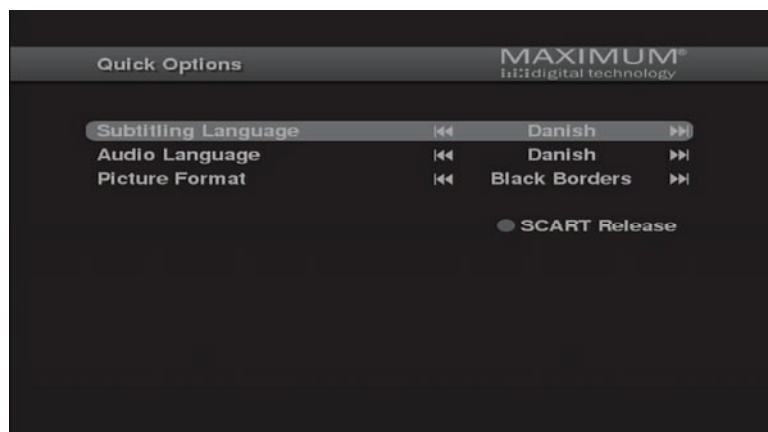 Quick Options
MAXIMUM®
digital technology
Subtitling Language Danish
Audio Language Danish
Picture Format Black Borders
SCART Release